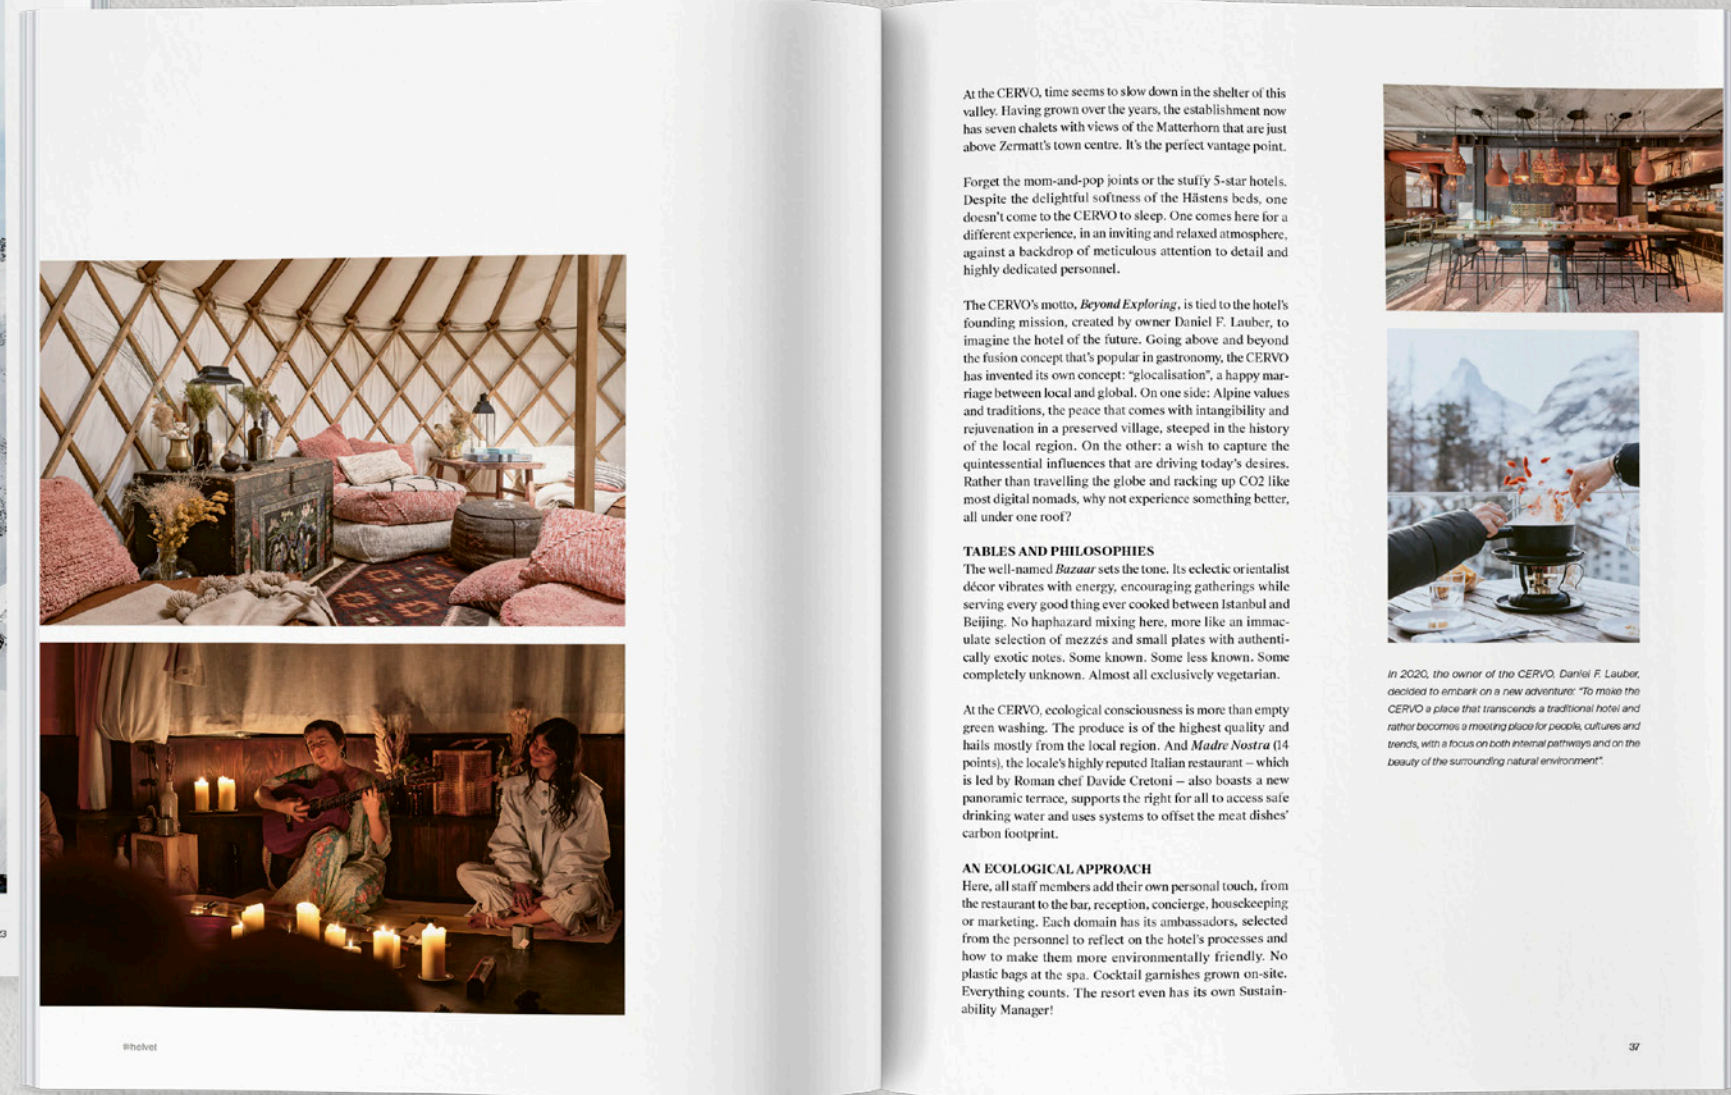 3
#helvet
At the CERVO, time seems to slow down in the shelter of this
valley. Having grown over the years, the establishment now
has seven chalets with views of the Matterhorn that are just
above Zermatt's town centre. It's the perfect vantage point.
Forget the mom-and-pop joints or the stuffy 5-star hotels.
Despite the delightful softness of the Hästens beds, one
doesn't come to the CERVO to sleep. One comes here for a
different experience, in an inviting and relaxed atmosphere,
against a backdrop of meticulous attention to detail and
highly dedicated personnel.
The CERVO's motto, Beyond Exploring, is tied to the hotel's
founding mission, created by owner Daniel F. Lauber, to
imagine the hotel of the future. Going above and beyond
the fusion concept that's popular in gastronomy, the CERVO
has invented its own concept: “glocalisation”, a happy mar-
riage between local and global. On one side: Alpine values
and traditions, the peace that comes with intangibility and
rejuvenation in a preserved village, steeped in the history
of the local region. On the other: a wish to capture the
quintessential influences that are driving today's desires.
Rather than travelling the globe and racking up CO2 like
most digital nomads, why not experience something better,
all under one roof?
TABLES AND PHILOSOPHIES
The well-named Bazaar sets the tone. Its eclectic orientalist
décor vibrates with energy, encouraging gatherings while
serving every good thing ever cooked between Istanbul and
Beijing. No haphazard mixing here, more like an immac-
ulate selection of mezzés and small plates with authenti-
cally exotic notes. Some known. Some less known. Some
completely unknown. Almost all exclusively vegetarian.
At the CERVO, ecological consciousness is more than empty
green washing. The produce is of the highest quality and
hails mostly from the local region. And Madre Nostra (14
points), the locale's highly reputed Italian restaurant – which
is led by Roman chef Davide Cretoni – also boasts a new
panoramic terrace, supports the right for all to access safe
drinking water and uses systems to offset the meat dishes'
carbon footprint.
AN ECOLOGICAL APPROACH
Here, all staff members add their own personal touch, from
the restaurant to the bar, reception, concierge, housekeeping
or marketing. Each domain has its ambassadors, selected
from the personnel to reflect on the hotel's processes and
how to make them more environmentally friendly. No
plastic bags at the spa. Cocktail garnishes grown on-site.
Everything counts. The resort even has its own Sustain-
ability Manager!
In 2020, the owner of the CERVO, Daniel F. Lauber,
decided to embark on a new adventure: “To make the
CERVO a place that transcends a traditional hotel and
rather becomes a meeting place for people, cultures and
trends, with a focus on both internal pathways and on the
beauty of the surrounding natural environment”.
37